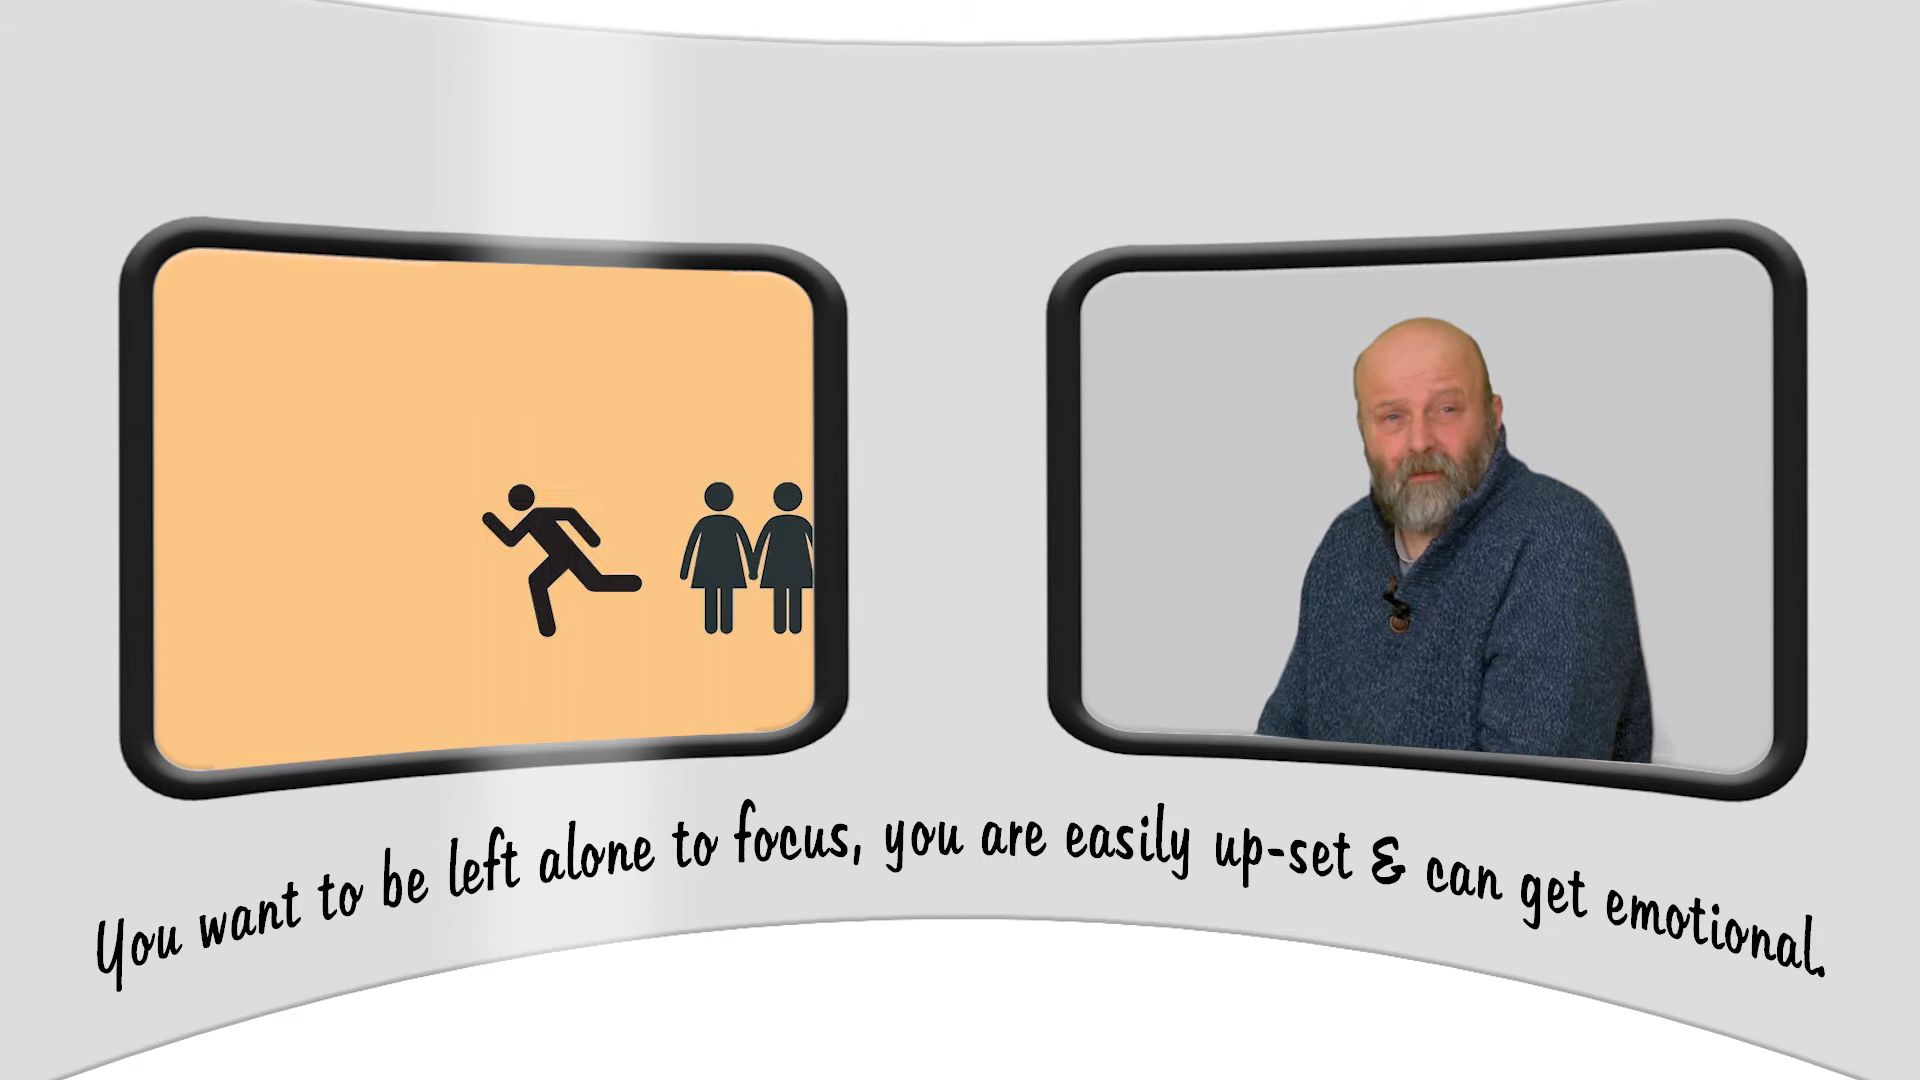 You want to be left alone to focus, you are easily up-set & can get emotional.